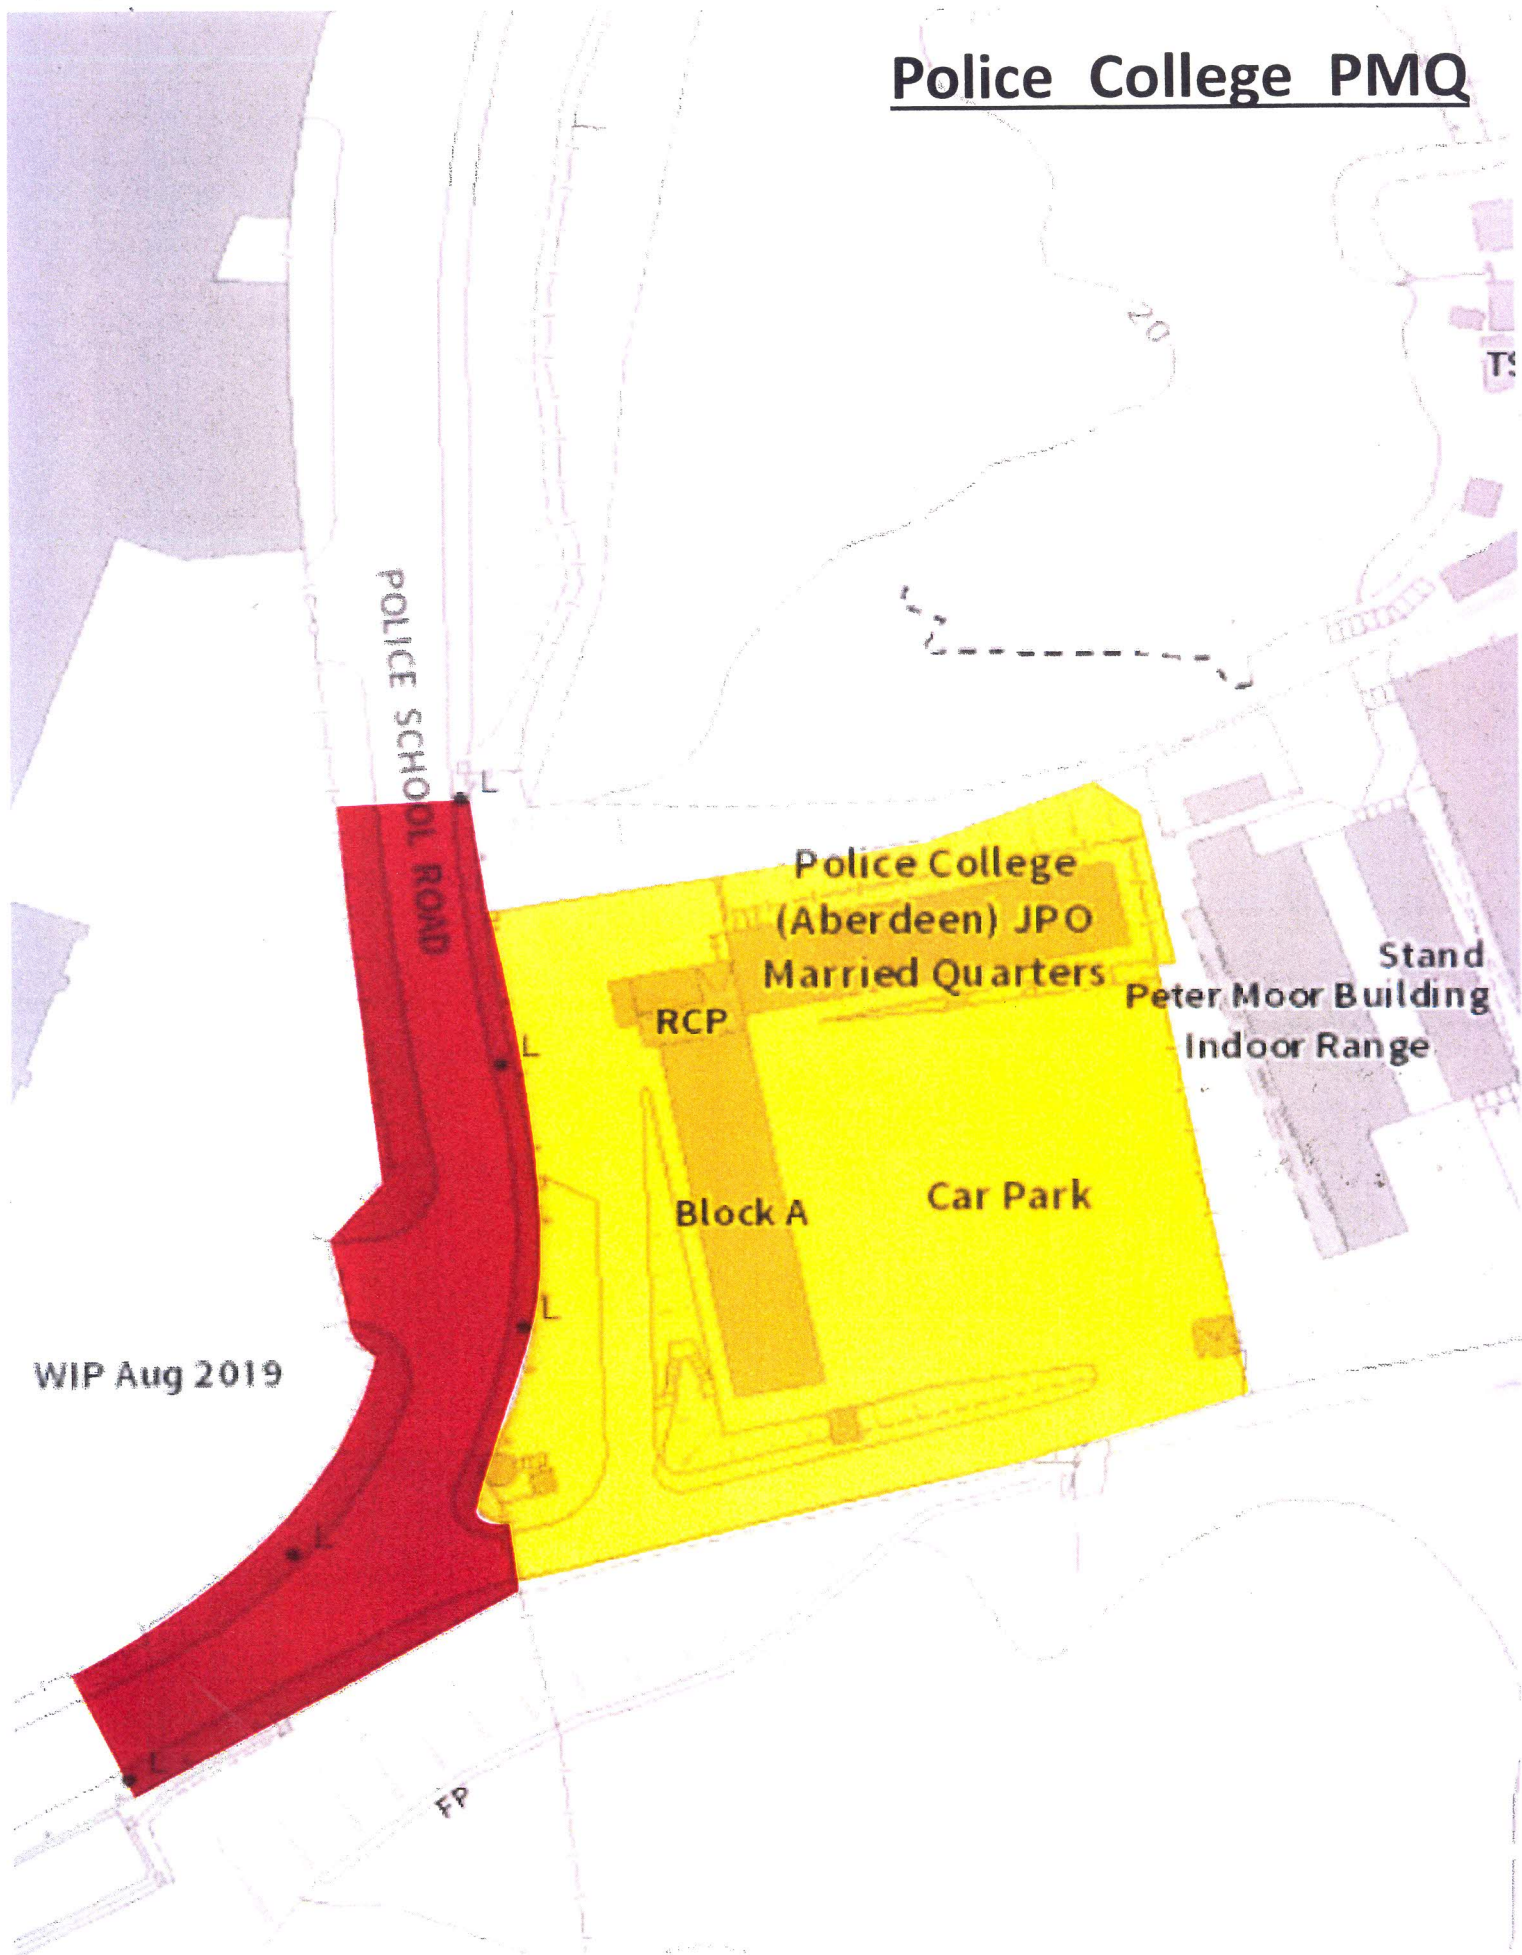 Police College PMQ
20
TS
POLICE SCHOOL ROAD
L
Police College
(Aberdeen) JPO
Married Quarters
RCP
Stand
Peter Moor Building
Indoor Range
L
Block A
Car Park
L
WIP Aug 2019
L
L
FP